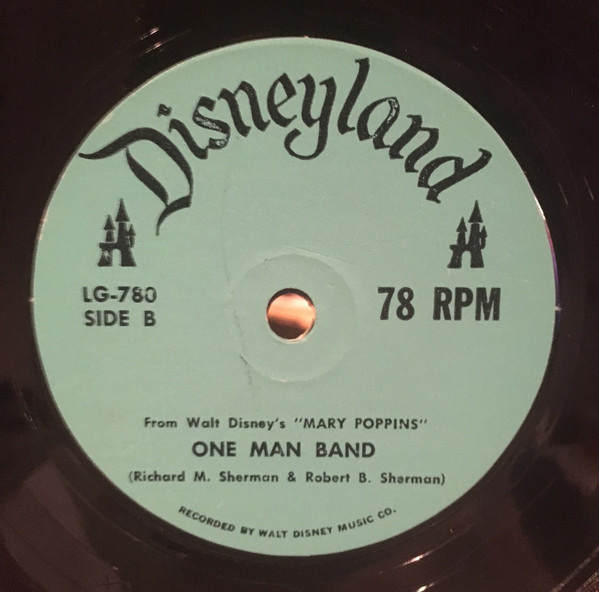 Disneyland
LG-780
SIDE B
78 RPM
From Walt Disney's "MARY POPPINS"
ONE MAN BAND
(Richard M. Sherman & Robert B. Sherman)
RECORDED BY WALT DISNEY MUSIC CO.